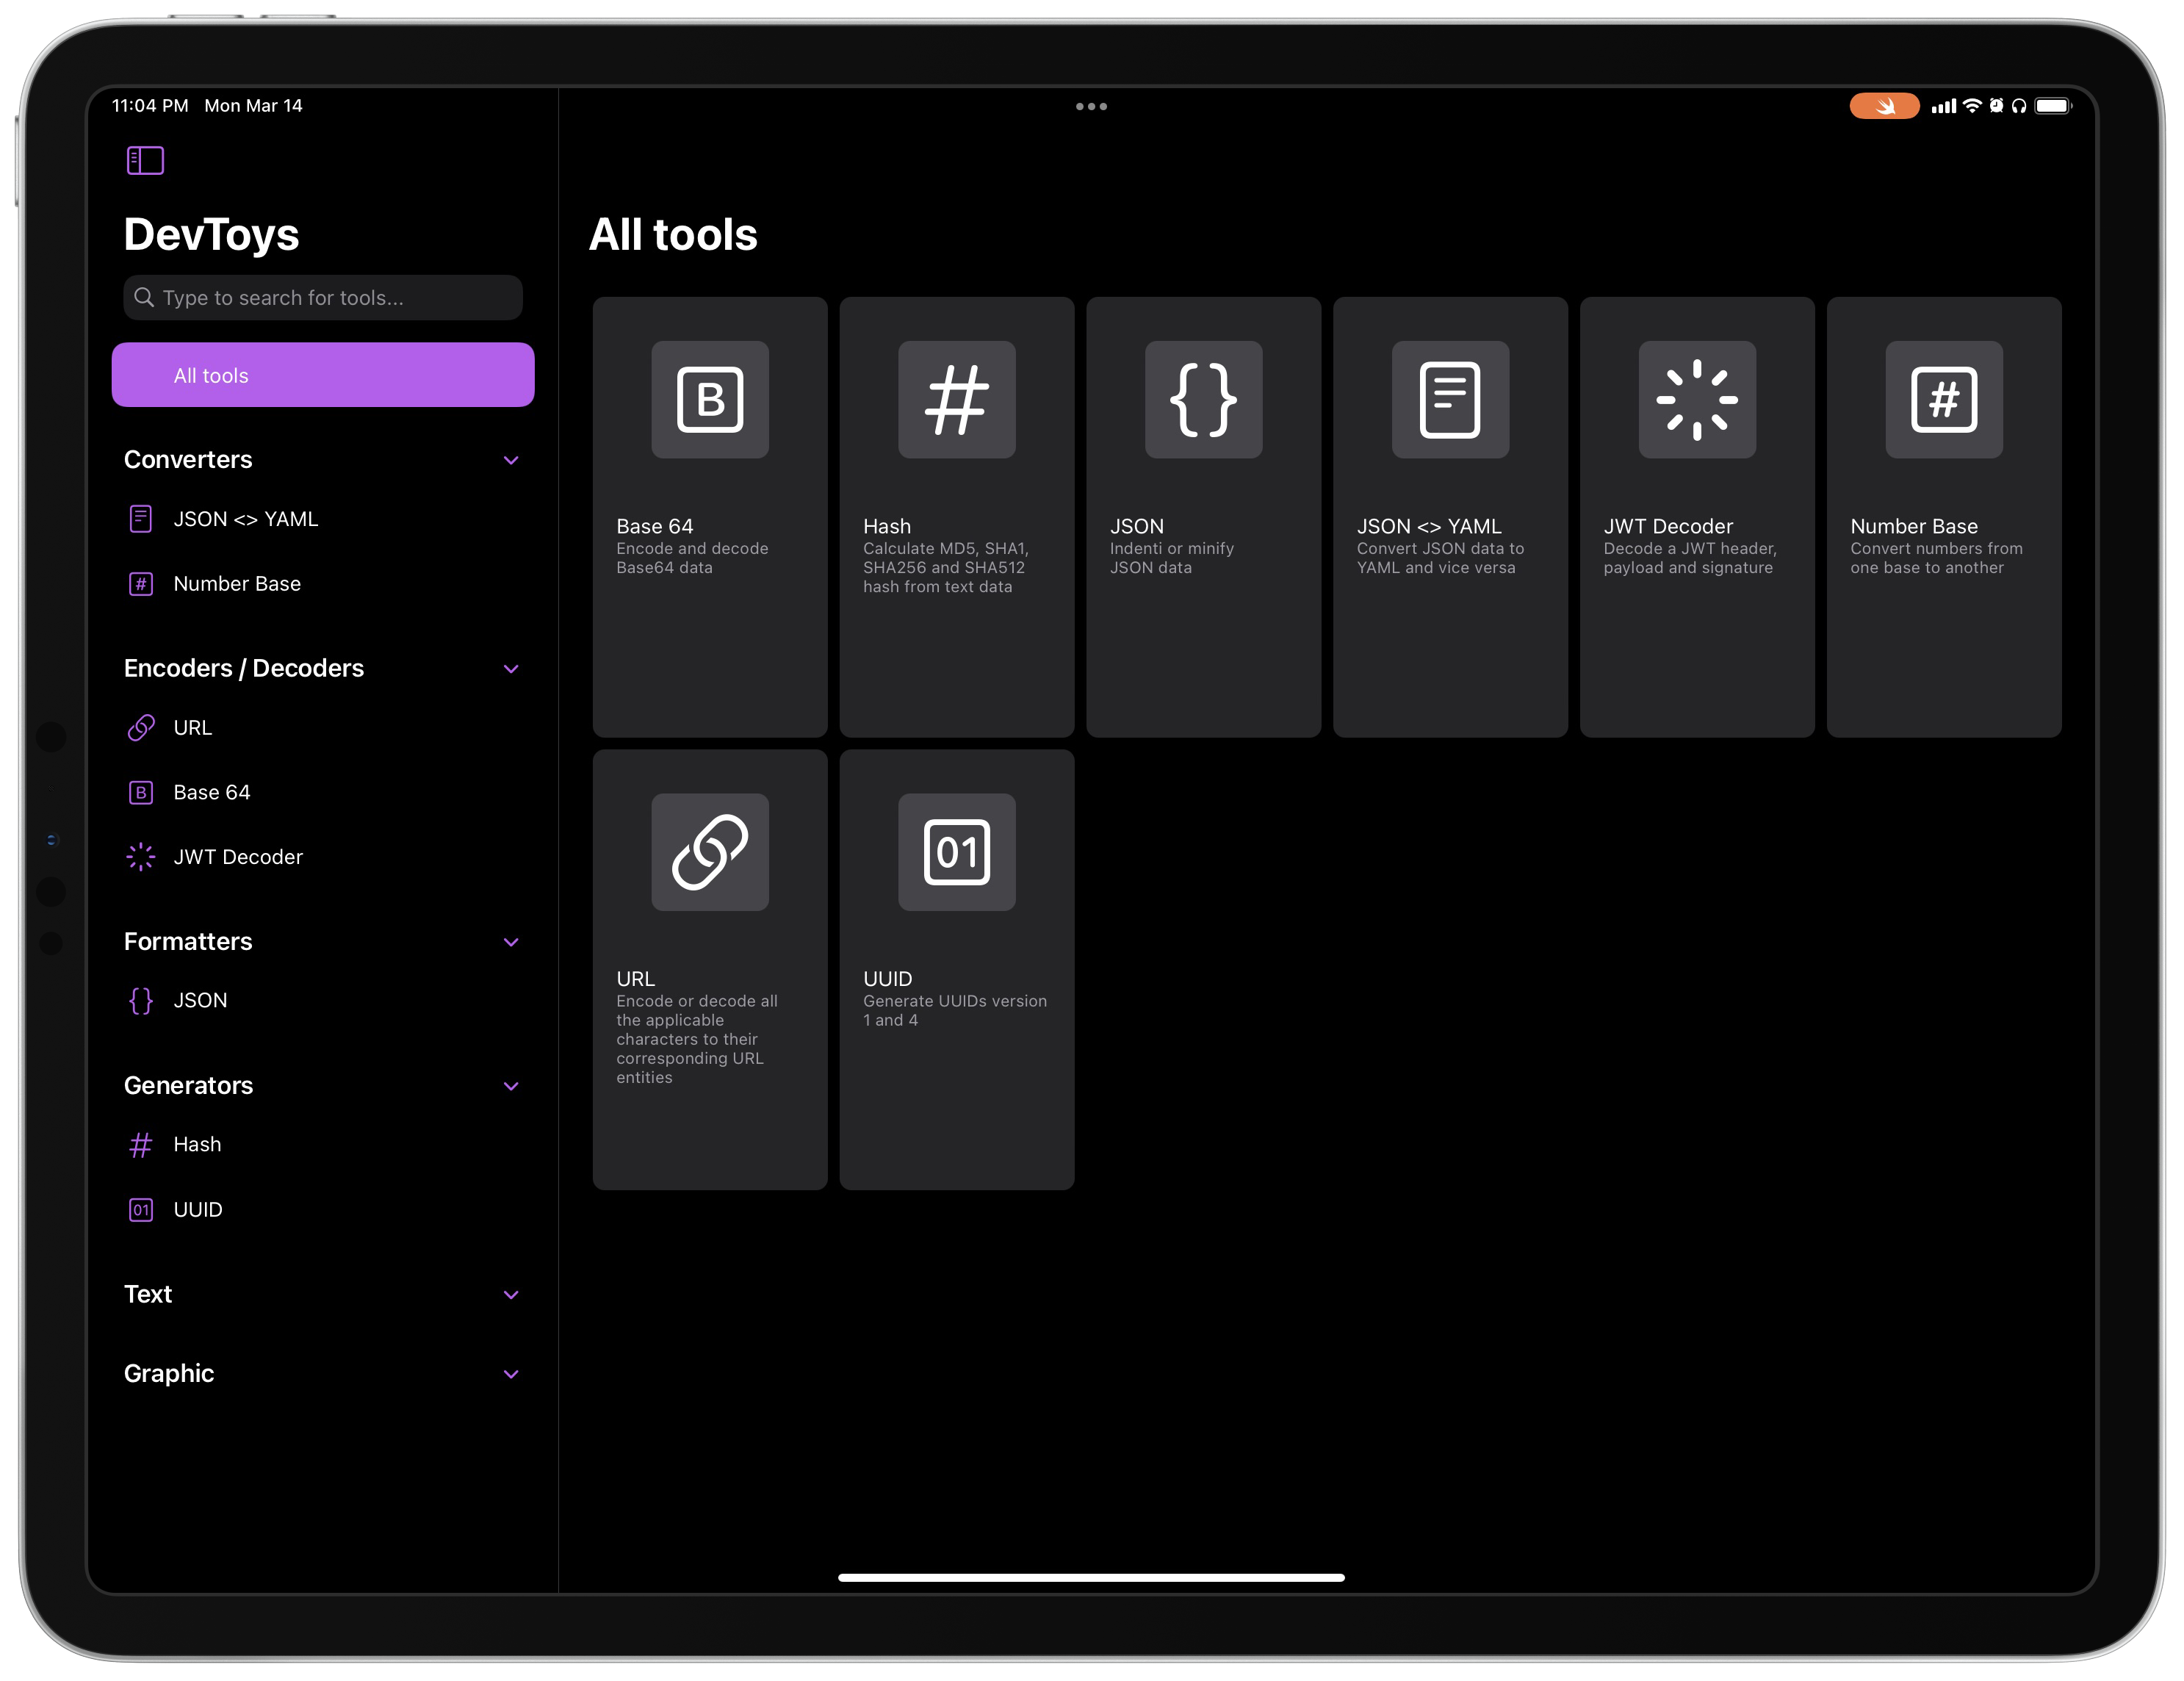 11:04 PM Mon Mar 14
DevToys
Type to search for tools...
All tools
Converters
JSON <> YAML
Number Base
Encoders / Decoders
URL
B
Base 64
JWT Decoder
Formatters
{} JSON
Generators
# Hash
01 UUID
Text
Graphic
All tools
B
Base 64
Encode and decode
Base64 data
#
Hash
Calculate MD5, SHA1,
SHA256 and SHA512
hash from text data
{}
JSON
Indenti or minify
JSON data
JSON <> YAML
Convert JSON data to
YAML and vice versa
JWT Decoder
Decode a JWT header,
payload and signature
#
Number Base
Convert numbers from
one base to another
URL
Encode or decode all
the applicable
characters to their
corresponding URL
entities
01
UUID
Generate UUIDs version
1 and 4